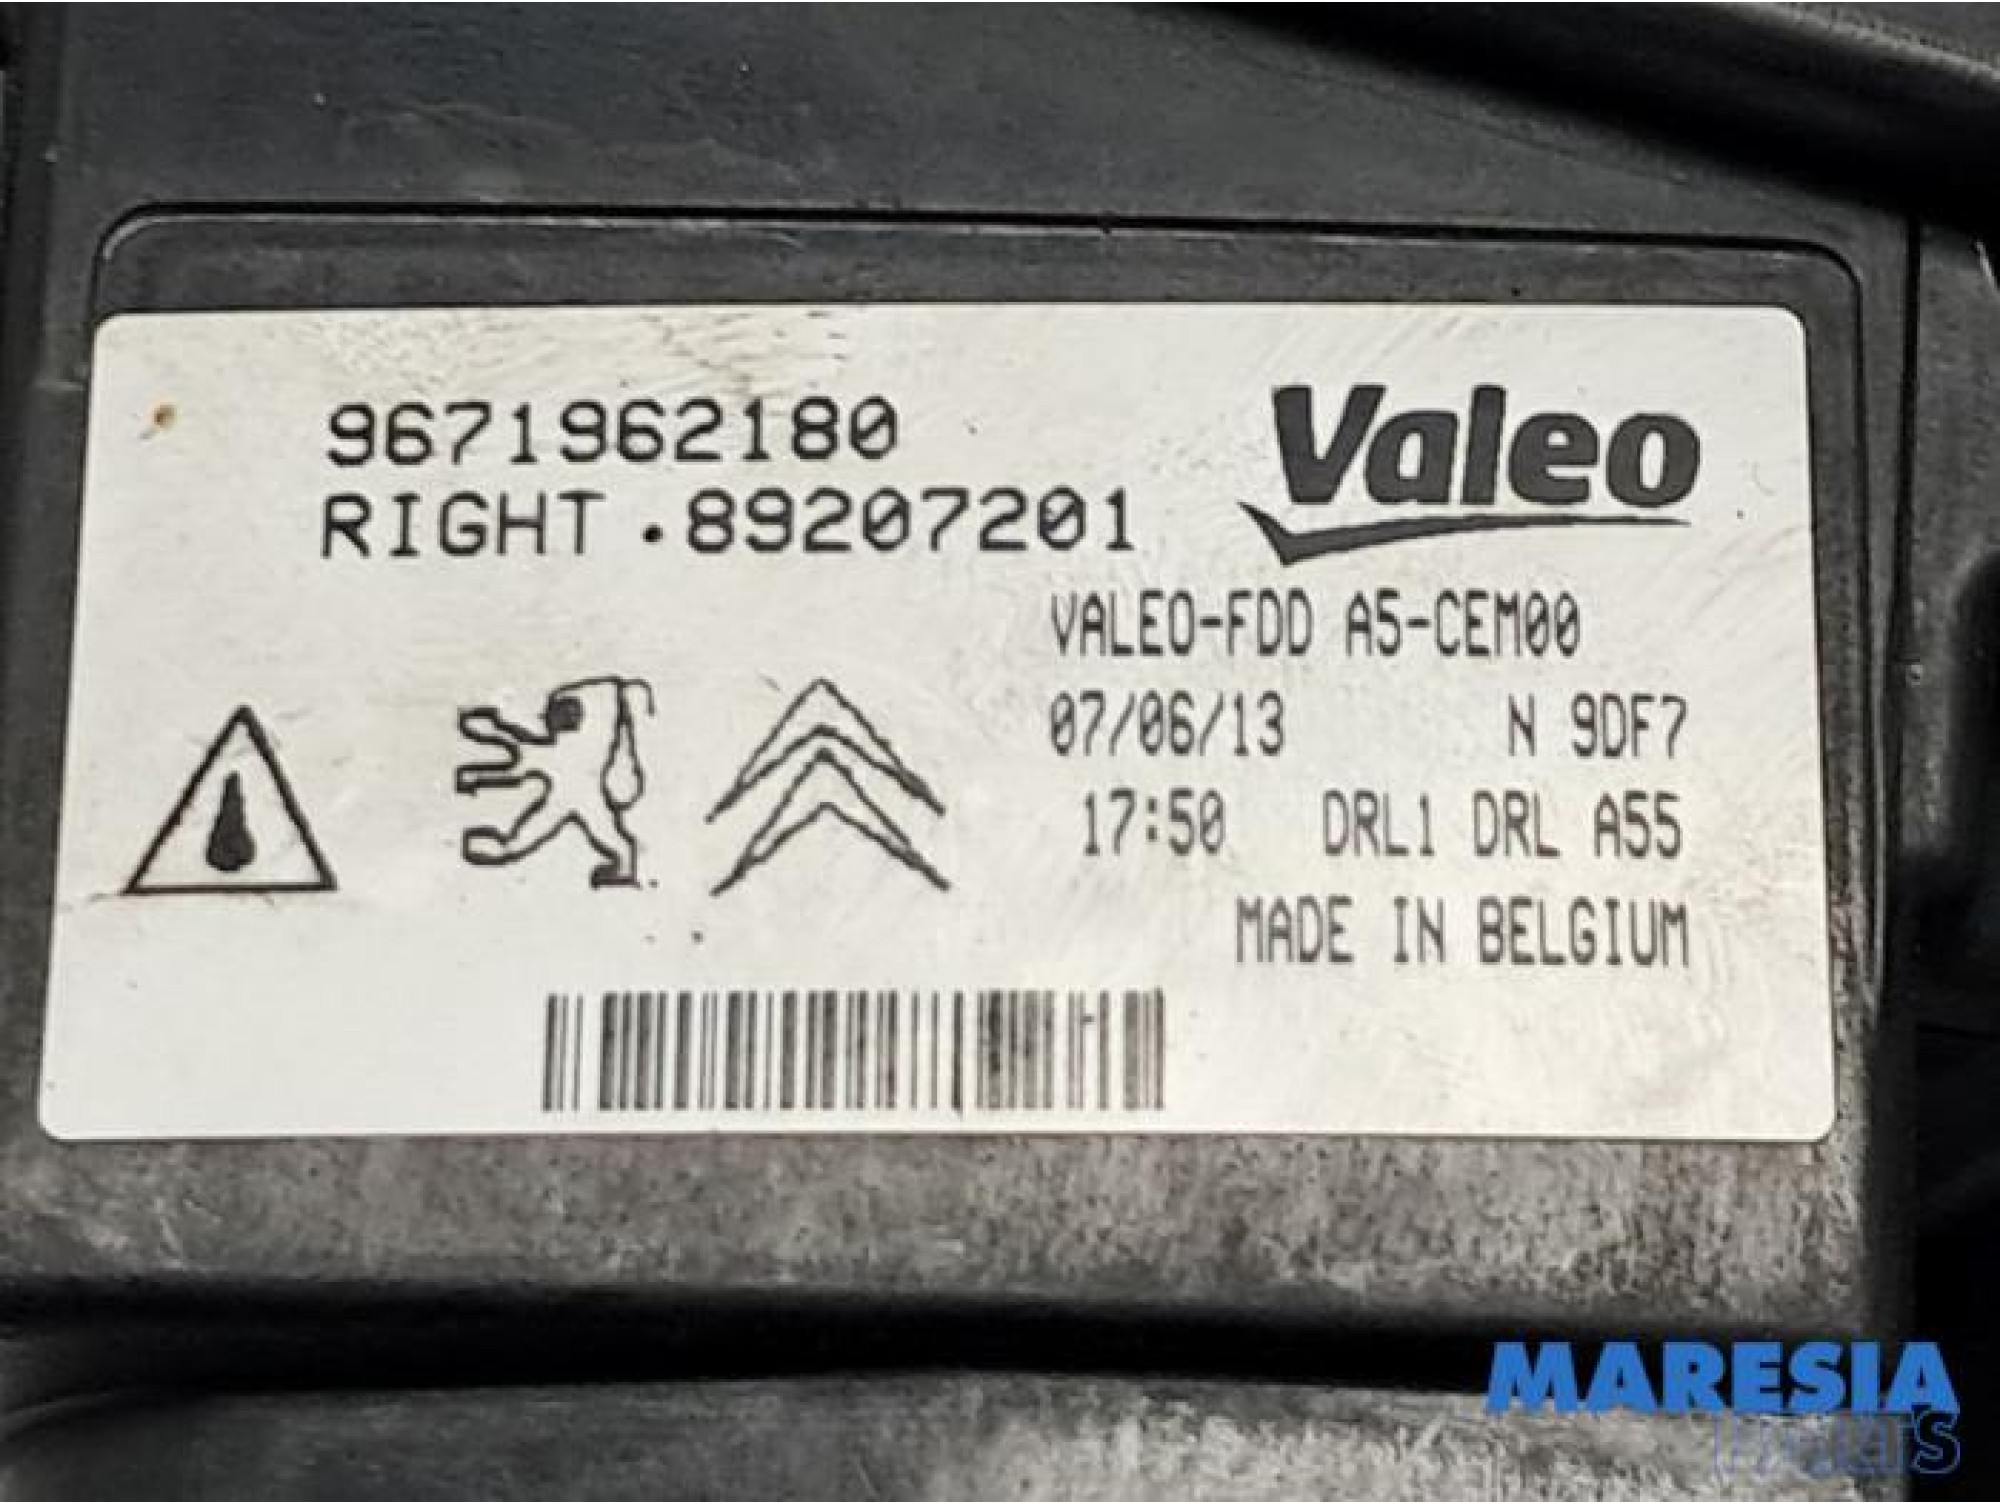 9671962180
RIGHT .89207201
Valeo
VALEO-FDD A5-CEM00
07/06/13 N 9DF7
17:50 DRL1 DRL A55
MADE IN BELGIUM
MARESIA
PARTS